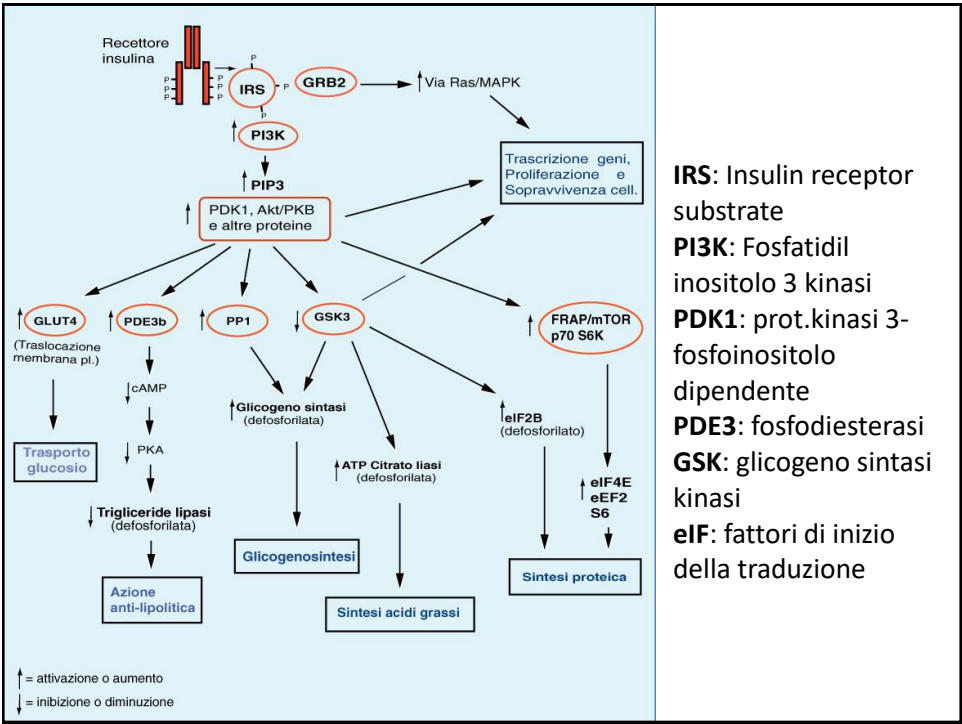 Recettore
insulina
P
P
P
P
P
P
P
IRS
P
P
GRB2
Via Ras/MAPK
PI3K
PIP3
PDK1, Akt/PKB
e altre proteine
Trascrizione geni,
Proliferazione e
Sopravvivenza cell.
GLUT4
(Traslocazione
membrana pl.)
PDE3b
PP1
GSK3
FRAP/mTOR
p70 S6K
cAMP
PKA
Glicogeno sintasi
(defosforilata)
eIF2B
(defosforilato)
ATP Citrato liasi
(defosforilata)
eIF4E
eEF2
S6
Trasporto
glucosio
Trigliceride lipasi
(defosforilata)
Glicogenosintesi
Sintesi proteica
Azione
anti-lipolitica
Sintesi acidi grassi
= attivazione o aumento
= inibizione o diminuzione
IRS: Insulin receptor
substrate
PI3K: Fosfatidil
inositolo 3 kinasi
PDK1: prot.kinasi 3-
fosfoinositolo
dipendente
PDE3: fosfodiesterasi
GSK: glicogeno sintasi
kinasi
eIF: fattori di inizio
della traduzione